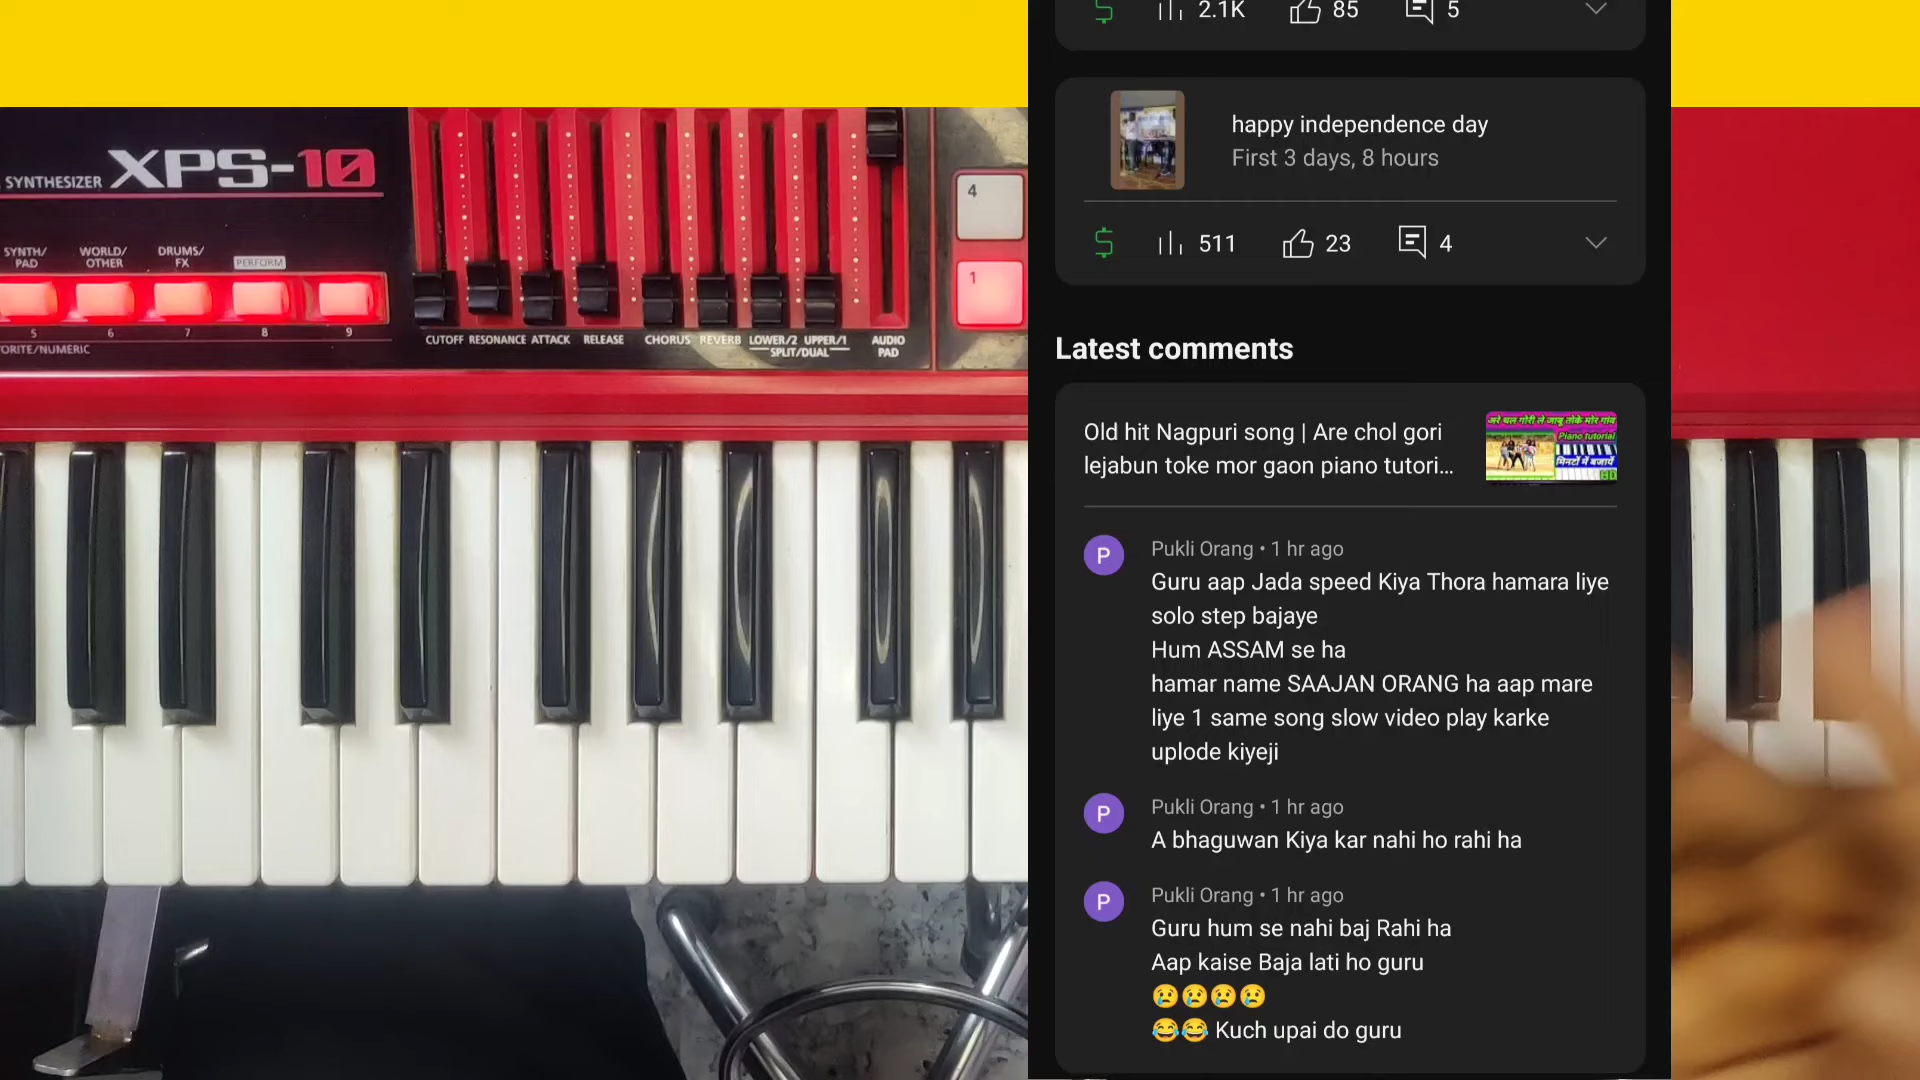 SYNTHESIZER XPS-10
SYNTH/
PAD
WORLD/
OTHER
DRUMS/
FX
PERFORM
5 6 7 8 9
ORITE/NUMERIC
CUTOFF RESONANCE ATTACK RELEASE CHORUS REVERB LOWER/2 UPPER/1
SPLIT/DUAL
AUDIO
PAD
4
1
2.1K 85 5
happy independence day
First 3 days, 8 hours
511 23 4
Latest comments
Old hit Nagpuri song | Are chol gori
lejabun toke mor gaon piano tutori...
अरे चल गोरी ले जाबू तोके मोर गांव
Piano tutorial
मिनटों में बजायें
HD
P
Pukli Orang • 1 hr ago
Guru aap Jada speed Kiya Thora hamara liye
solo step bajaye
Hum ASSAM se ha
hamar name SAAJAN ORANG ha aap mare
liye 1 same song slow video play karke
uplode kiyeji
P
Pukli Orang • 1 hr ago
A bhaguwan Kiya kar nahi ho rahi ha
P
Pukli Orang • 1 hr ago
Guru hum se nahi baj Rahi ha
Aap kaise Baja lati ho guru
😢😢😢😢
😂😂 Kuch upai do guru